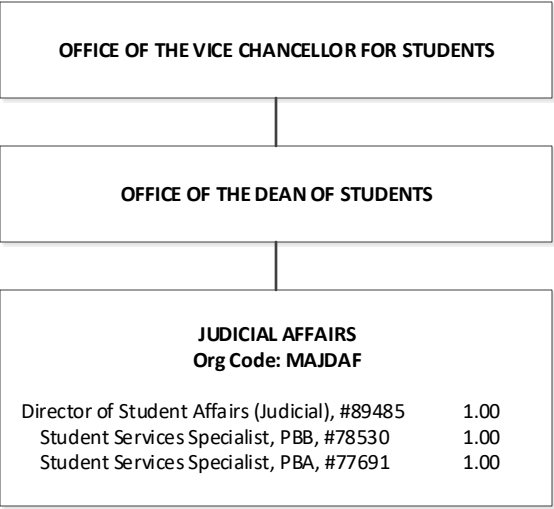 OFFICE OF THE VICE CHANCELLOR FOR STUDENTS
OFFICE OF THE DEAN OF STUDENTS
JUDICIAL AFFAIRS
Org Code: MAJDAF
Director of Student Affairs (Judicial), #89485 1.00
Student Services Specialist, PBB, #78530 1.00
Student Services Specialist, PBA, #77691 1.00